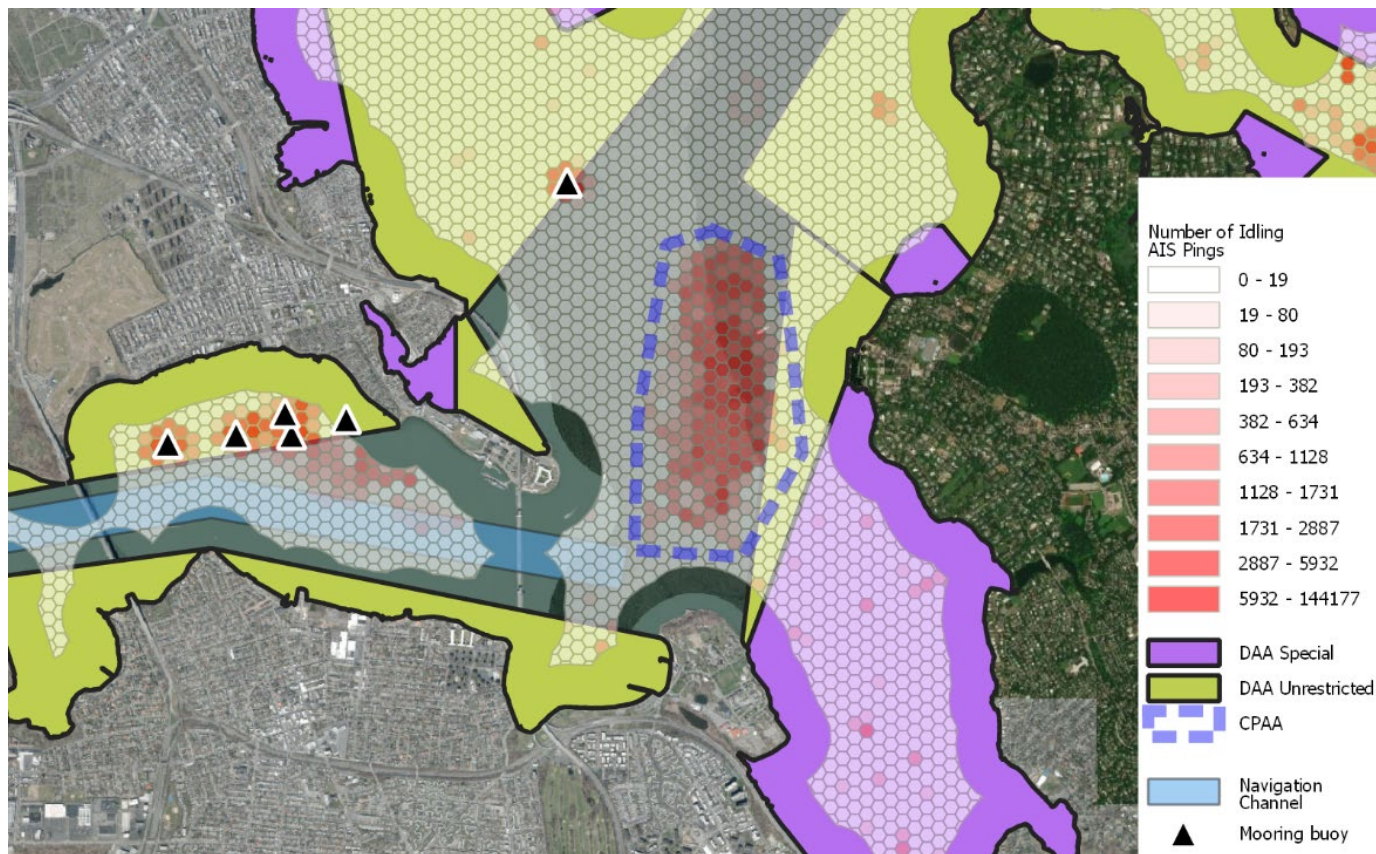 Number of Idling
AIS Pings
0 - 19
19 - 80
80 - 193
193 - 382
382 - 634
634 - 1128
1128 - 1731
1731 - 2887
2887 - 5932
5932 - 144177
DAA Special
DAA Unrestricted
CPAA
Navigation
Channel
Mooring buoy